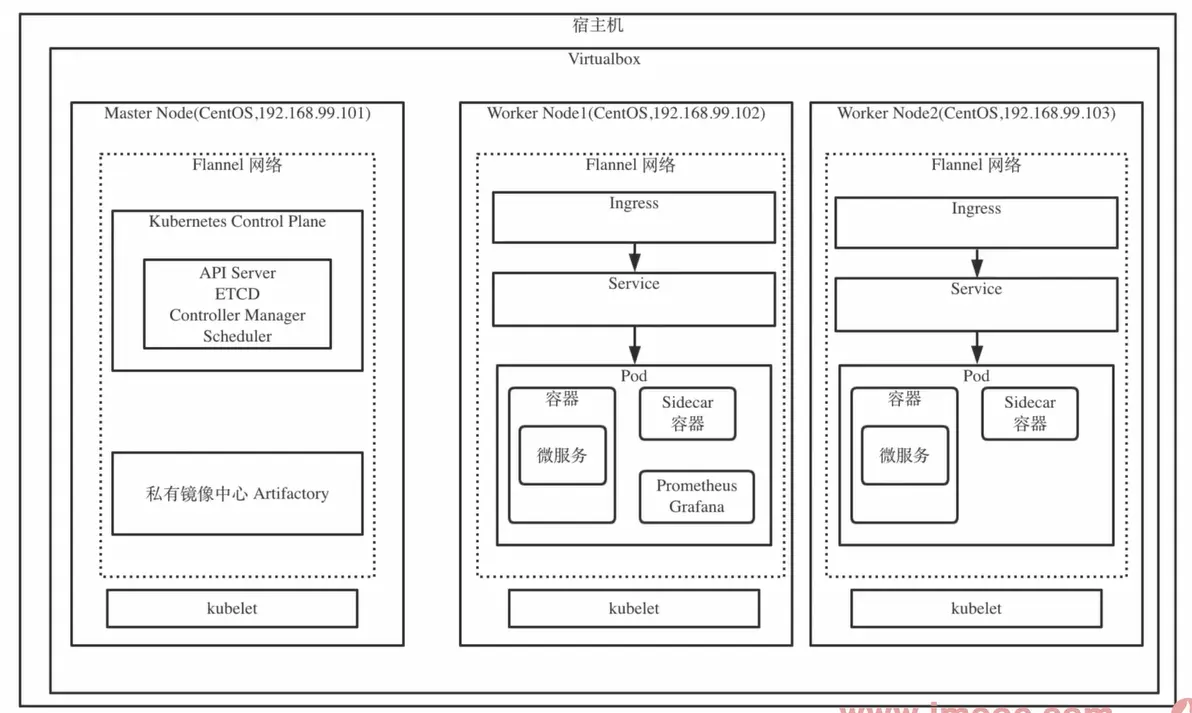 宿主机
Virtualbox
Master Node(CentOS,192.168.99.101)
Flannel 网络
Kubernetes Control Plane
API Server
ETCD
Controller Manager
Scheduler
私有镜像中心 Artifactory
kubelet
Worker Node1(CentOS,192.168.99.102)
Flannel 网络
Ingress
Service
Pod
容器
微服务
Sidecar
容器
Prometheus
Grafana
kubelet
Worker Node2(CentOS,192.168.99.103)
Flannel 网络
Ingress
Service
Pod
容器
微服务
Sidecar
容器
kubelet